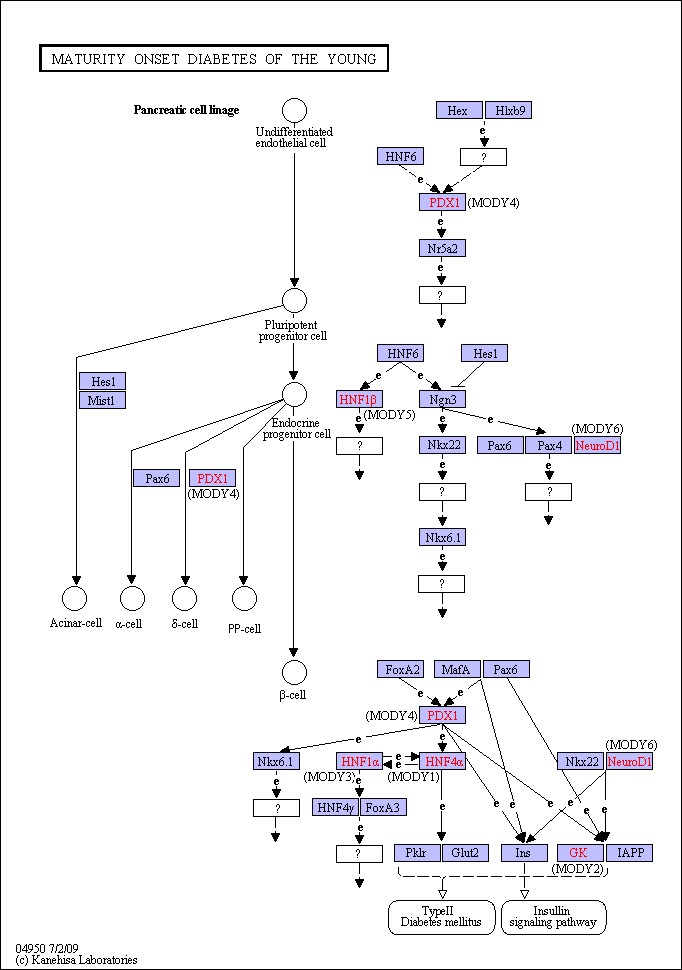 MATURITY ONSET DIABETES OF THE YOUNG
Pancreatic cell linage
Undifferentiated
endothelial cell
Hex
Hlxb9
e
HNF6
?
e
PDX1
(MODY4)
e
Nr5a2
?
Pluripotent
progenitor cell
HNF6
Hes1
e
e
Hes1
Mist1
HNF1β
Ngn3
(MODY5)
e
e
e
Endocrine
progenitor cell
(MODY6)
?
Nkx22
Pax6
Pax4
NeuroD1
Pax6
PDX1
(MODY4)
e
?
?
Nkx6.1
e
?
Acinar-cell
α-cell
δ-cell
PP-cell
β-cell
FoxA2
MafA
Pax6
e
e
(MODY4)
PDX1
e
e
(MODY6)
Nkx6.1
HNF1α
e
e
HNF4α
Nkx22
NeuroD1
(MODY3)
(MODY1)
e
e
?
HNF4γ
FoxA3
e
e
e
e
e
e
e
?
Pklr
Glut2
Ins
GK
IAPP
(MODY2)
TypeII
Diabetes mellitus
Insullin
signaling pathway
04950 7/2/09
(c) Kanehisa Laboratories